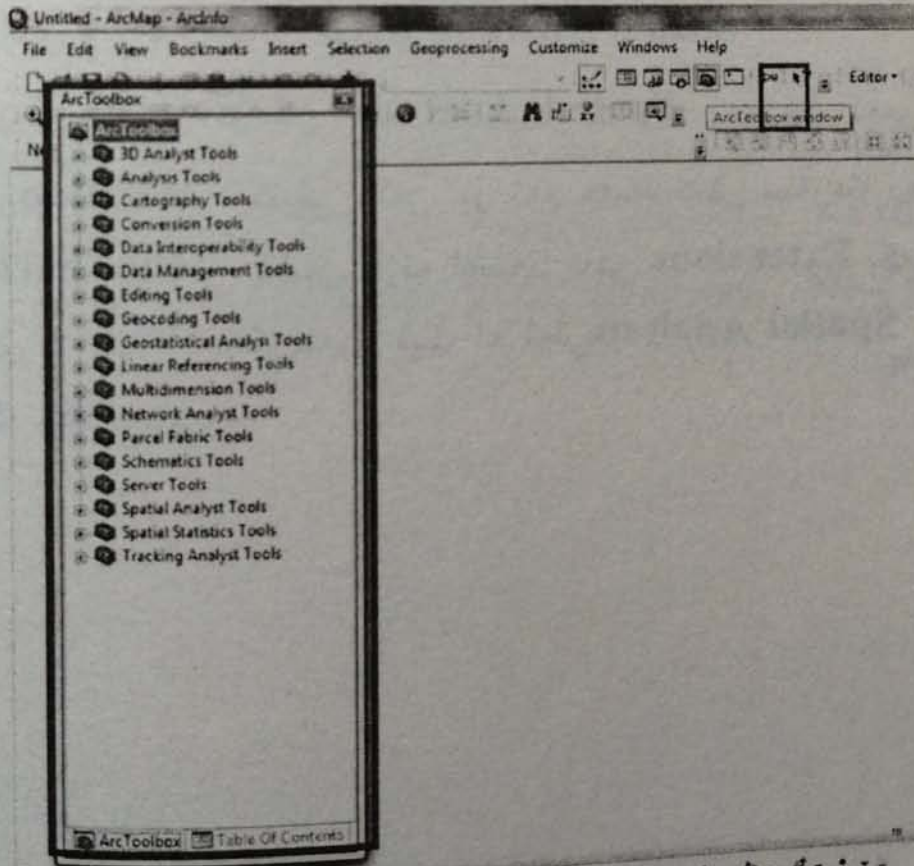 Untitled - ArcMap - ArcInfo
File Edit View Bookmarks Insert Selection Geoprocessing Customize Windows Help
Editor
ArcToolbox
ArcToolbox window
ArcToolbox
3D Analyst Tools
Analysis Tools
Cartography Tools
Conversion Tools
Data Interoperability Tools
Data Management Tools
Editing Tools
Geocoding Tools
Geostatistical Analyst Tools
Linear Referencing Tools
Multidimension Tools
Network Analyst Tools
Parcel Fabric Tools
Schematics Tools
Server Tools
Spatial Analyst Tools
Spatial Statistics Tools
Tracking Analyst Tools
ArcToolbox Table Of Contents